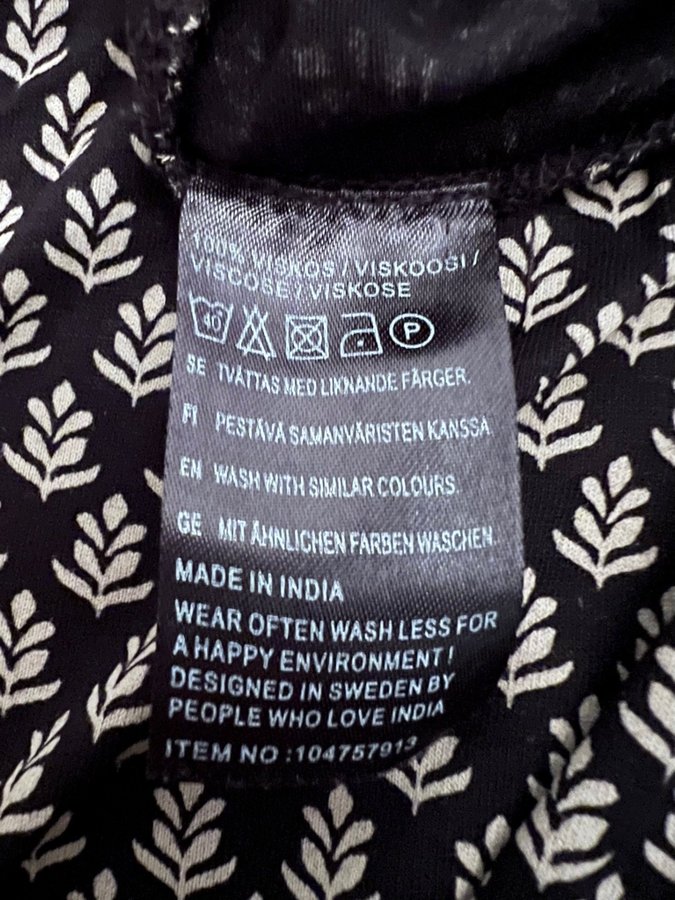 100% VISKOS / VISKOOSI /
VISCOSE / VISKOSE
40 P
SE TVÄTTAS MED LIKNANDE FÄRGER.
FI PESTÄVÄ SAMANVÄRISTEN KANSSA
EN WASH WITH SIMILAR COLOURS.
GE MIT ÄHNLICHEN FARBEN WASCHEN.
MADE IN INDIA
WEAR OFTEN WASH LESS FOR
A HAPPY ENVIRONMENT !
DESIGNED IN SWEDEN BY
PEOPLE WHO LOVE INDIA
ITEM NO :104757913